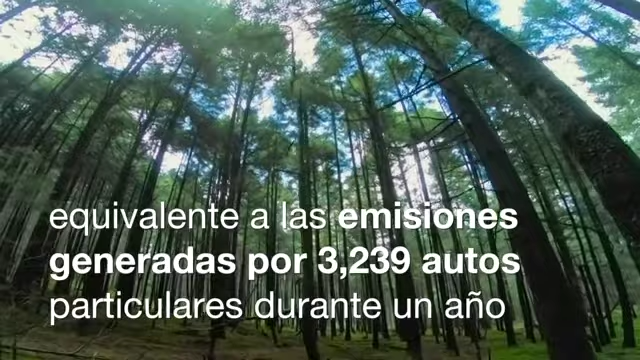 equivalente a las emisiones
generadas por 3,239 autos
particulares durante un año